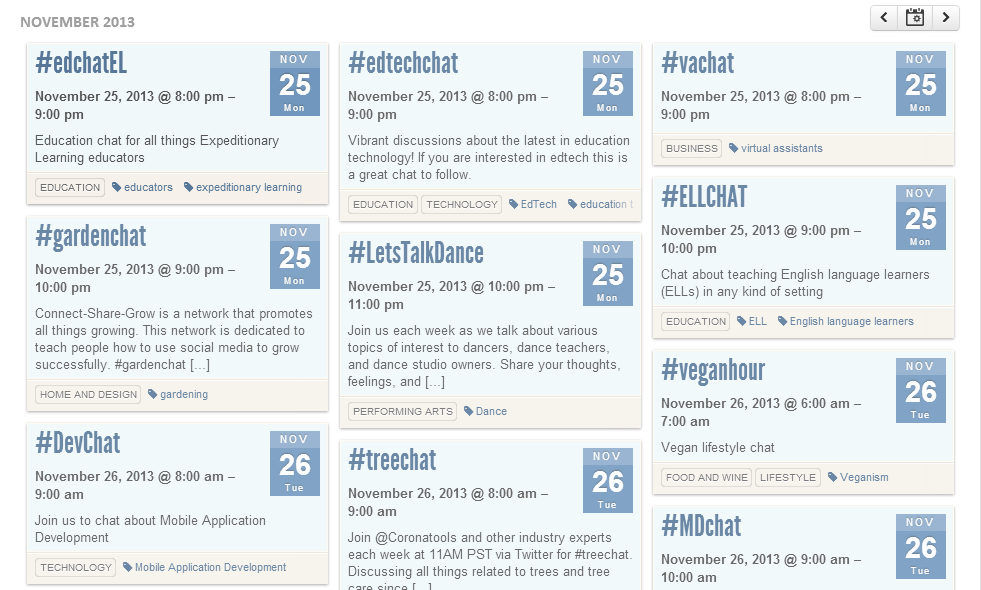 NOVEMBER 2013
#edchatEL
NOV
25
Mon
November 25, 2013 @ 8:00 pm –
9:00 pm
Education chat for all things Expeditionary
Learning educators
EDUCATION educators expeditionary learning
#gardenchat
NOV
25
Mon
November 25, 2013 @ 9:00 pm –
10:00 pm
Connect-Share-Grow is a network that promotes
all things growing. This network is dedicated to
teach people how to use social media to grow
successfully. #gardenchat [...]
HOME AND DESIGN gardening
#DevChat
NOV
26
Tue
November 26, 2013 @ 8:00 am –
9:00 am
Join us to chat about Mobile Application
Development
TECHNOLOGY Mobile Application Development
#edtechchat
NOV
25
Mon
November 25, 2013 @ 8:00 pm –
9:00 pm
Vibrant discussions about the latest in education
technology! If you are interested in edtech this is
a great chat to follow.
EDUCATION TECHNOLOGY EdTech education t
#LetsTalkDance
NOV
25
Mon
November 25, 2013 @ 10:00 pm –
11:00 pm
Join us each week as we talk about various
topics of interest to dancers, dance teachers,
and dance studio owners. Share your thoughts,
feelings, and [...]
PERFORMING ARTS Dance
#treechat
NOV
26
Tue
November 26, 2013 @ 8:00 am –
9:00 am
Join @Coronatools and other industry experts
each week at 11AM PST via Twitter for #treechat.
Discussing all things related to trees and tree
care since [...]
#vachat
NOV
25
Mon
November 25, 2013 @ 8:00 pm –
9:00 pm
BUSINESS virtual assistants
#ELLCHAT
NOV
25
Mon
November 25, 2013 @ 9:00 pm –
10:00 pm
Chat about teaching English language learners
(ELLs) in any kind of setting
EDUCATION ELL English language learners
#veganhour
NOV
26
Tue
November 26, 2013 @ 6:00 am –
7:00 am
Vegan lifestyle chat
FOOD AND WINE LIFESTYLE Veganism
#MDchat
NOV
26
Tue
November 26, 2013 @ 9:00 am –
10:00 am